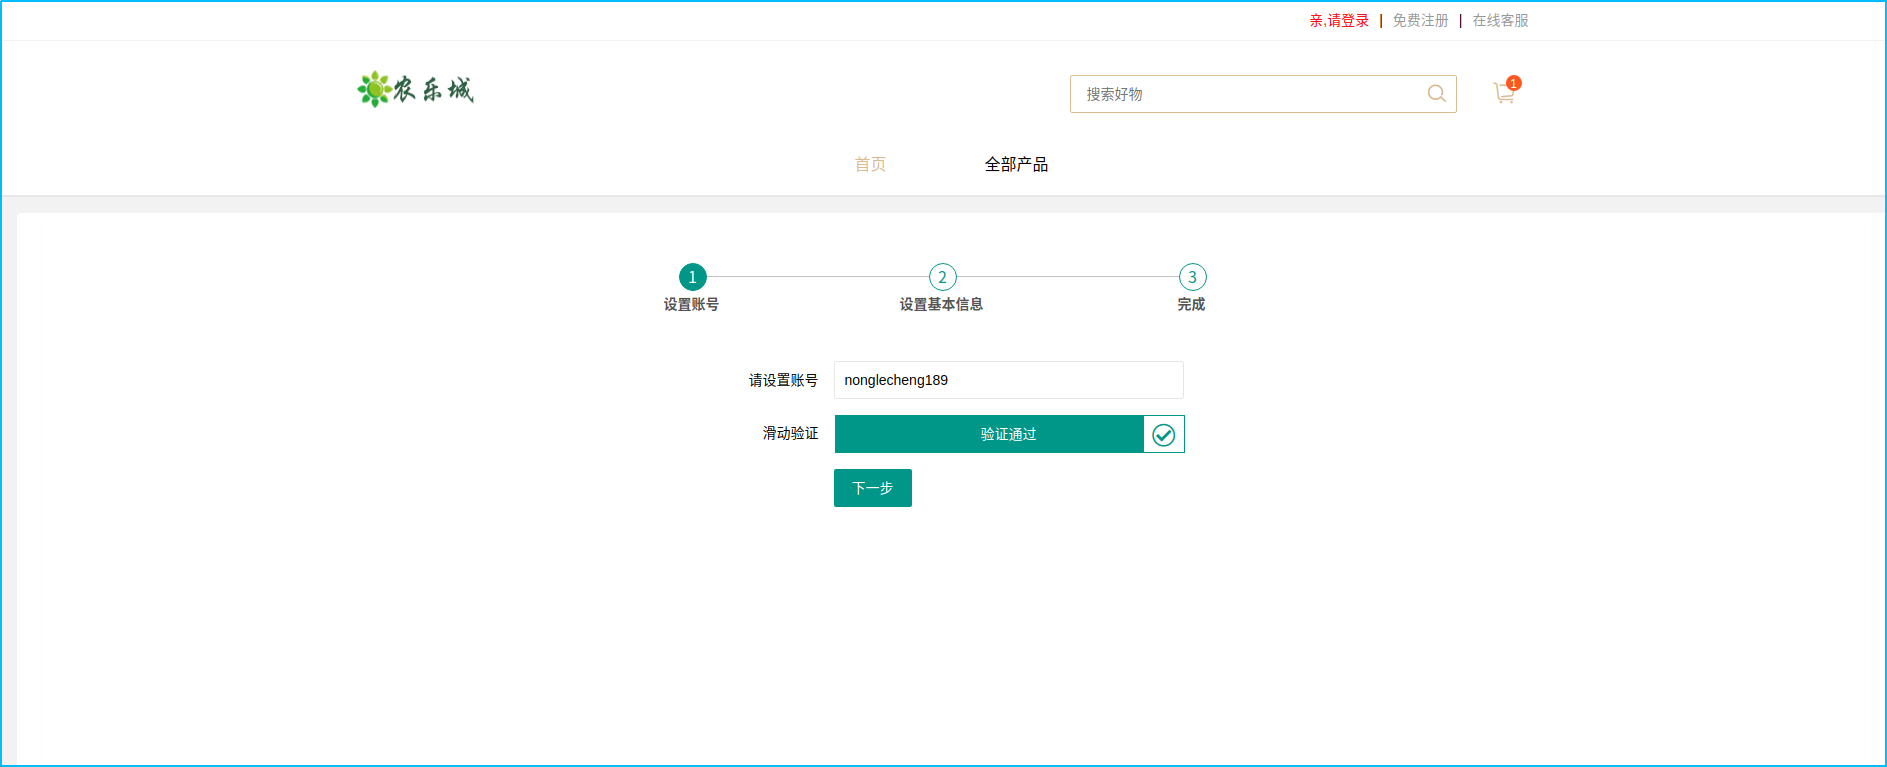 亲,请登录 | 免费注册 | 在线客服
农乐城
搜索好物
1
首页 全部产品
1 2 3
设置账号 设置基本信息 完成
请设置账号 nonglecheng189
滑动验证 验证通过
下一步